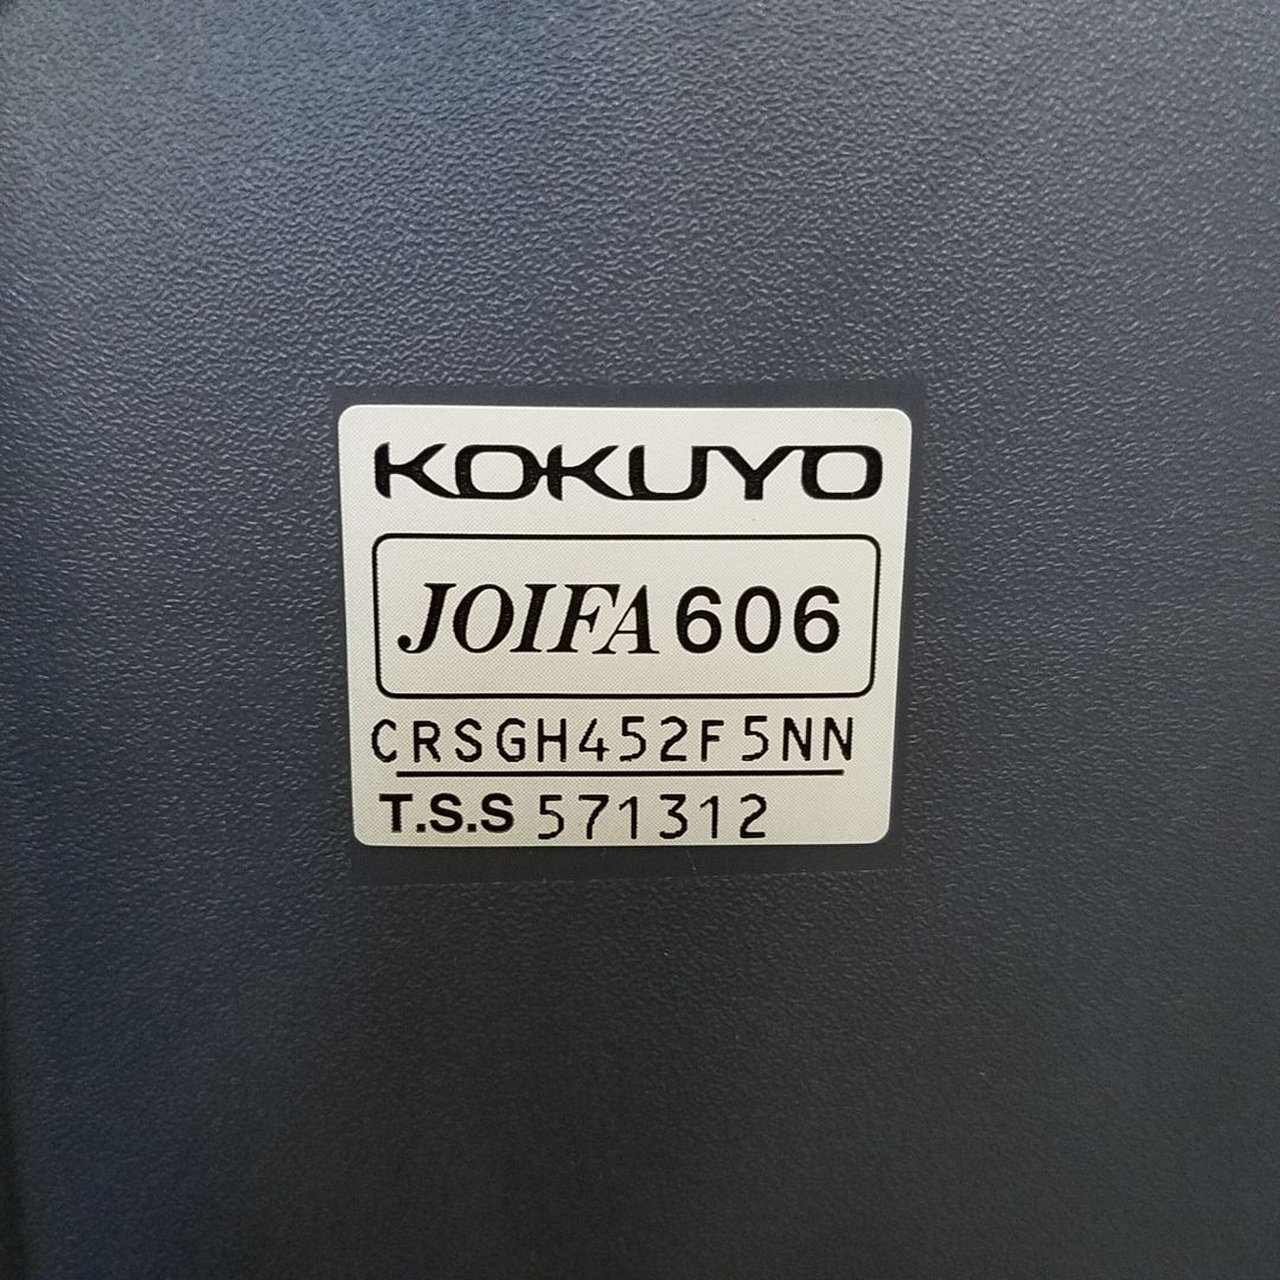 KOKUYO
JOIFA 606
CRSGH452F5NN
T.S.S 571312